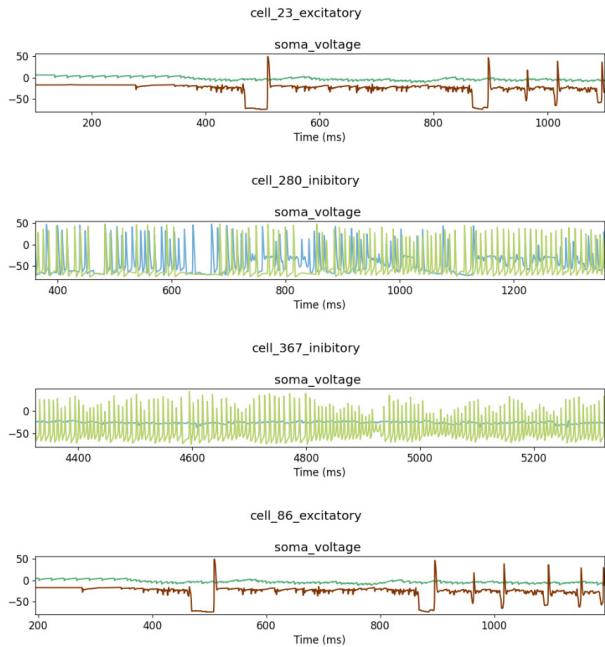 cell_23_excitatory
soma_voltage
50
0
−50
200 400 600 800 1000
Time (ms)
cell_280_inibitory
soma_voltage
50
0
−50
400 600 800 1000 1200
Time (ms)
cell_367_inibitory
soma_voltage
0
−50
4400 4600 4800 5000 5200
Time (ms)
cell_86_excitatory
soma_voltage
50
0
−50
200 400 600 800 1000
Time (ms)